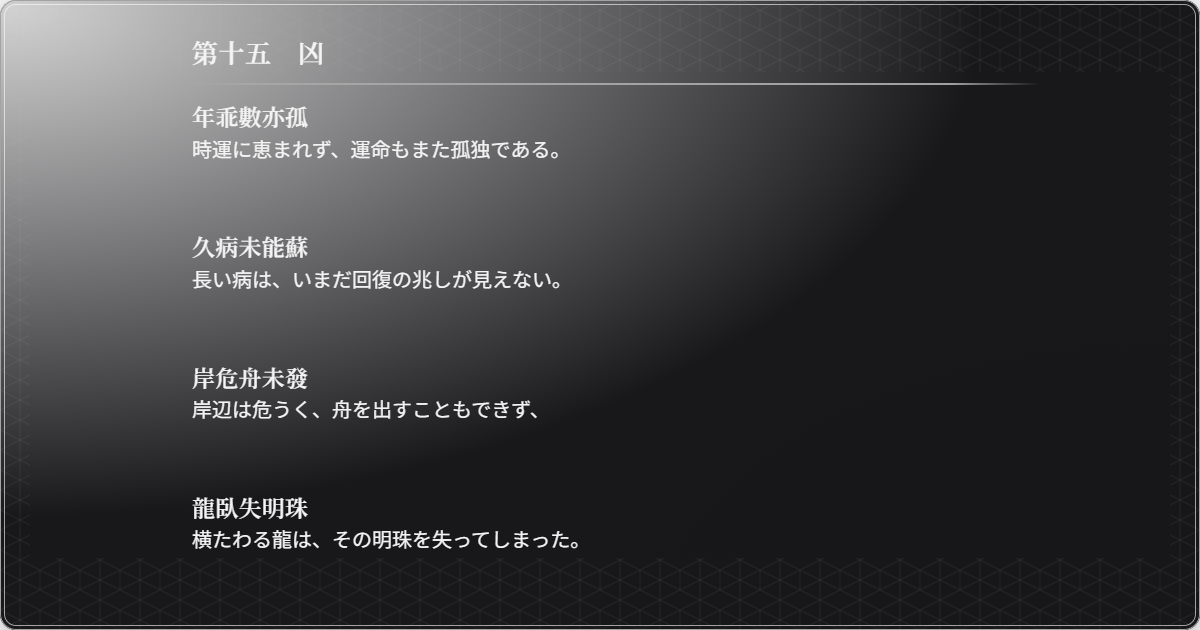 第十五　凶
年乖數亦孤
時運に恵まれず、運命もまた孤独である。
久病未能蘇
長い病は、いまだ回復の兆しが見えない。
岸危舟未發
岸辺は危うく、舟を出すこともできず、
龍臥失明珠
横たわる龍は、その明珠を失ってしまった。